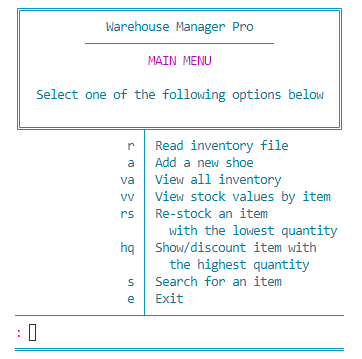 Warehouse Manager Pro
MAIN MENU
Select one of the following options below
r Read inventory file
a Add a new shoe
va View all inventory
vv View stock values by item
rs Re-stock an item
with the lowest quantity
hq Show/discount item with
the highest quantity
s Search for an item
e Exit
: